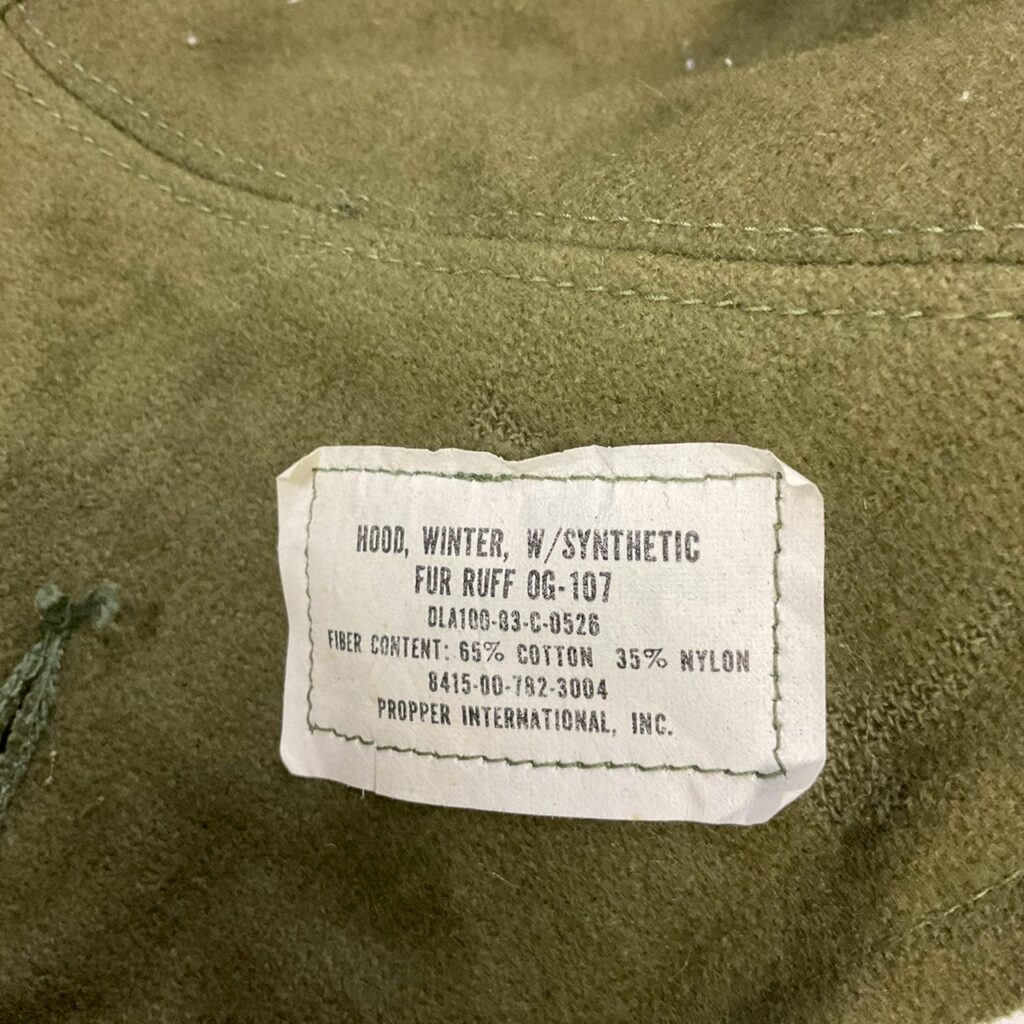 HOOD, WINTER, W/SYNTHETIC
FUR RUFF OG-107
DLA100-83-C-0526
FIBER CONTENT: 65% COTTON 35% NYLON
8415-00-782-3004
PROPPER INTERNATIONAL, INC.